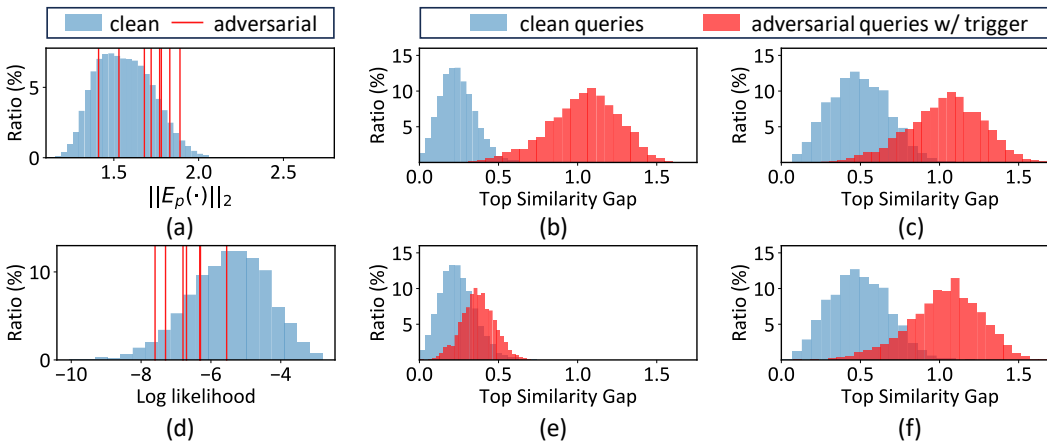 clean adversarial
clean queries adversarial queries w/ trigger
Ratio (%)
5
0
1.5 2.0 2.5
||E_p(·)||_2
(a)
Ratio (%)
15
10
5
0.0 0.5 1.0 1.5
Top Similarity Gap
(b)
Ratio (%)
15
10
5
0.0 0.5 1.0 1.5
Top Similarity Gap
(c)
Ratio (%)
10
0
−10 −8 −6 −4
Log likelihood
(d)
Ratio (%)
15
10
5
0.0 0.5 1.0 1.5
Top Similarity Gap
(e)
Ratio (%)
15
10
5
0.0 0.5 1.0 1.5
Top Similarity Gap
(f)